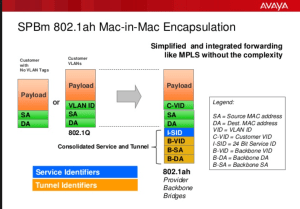 AVAYA
SPBm 802.1ah Mac-in-Mac Encapsulation
Simplified and integrated forwarding
like MPLS without the complexity
Customer
with
No VLAN Tags
Customer
VLANs
Payload
SA
DA
or
Payload
VLAN ID
SA
DA
802.1Q
Payload
C-VID
SA
DA
I-SID
B-VID
B-SA
B-DA
Consolidated Service and Tunnel
802.1ah
Provider
Backbone
Bridges
Legend:
SA = Source MAC address
DA = Dest. MAC address
VID = VLAN ID
C-VID = Customer VID
I-SID = 24 Bit Service ID
B-VID = Backbone VID
B-DA = Backbone DA
B-SA = Backbone SA
Service Identifiers
Tunnel Identifiers